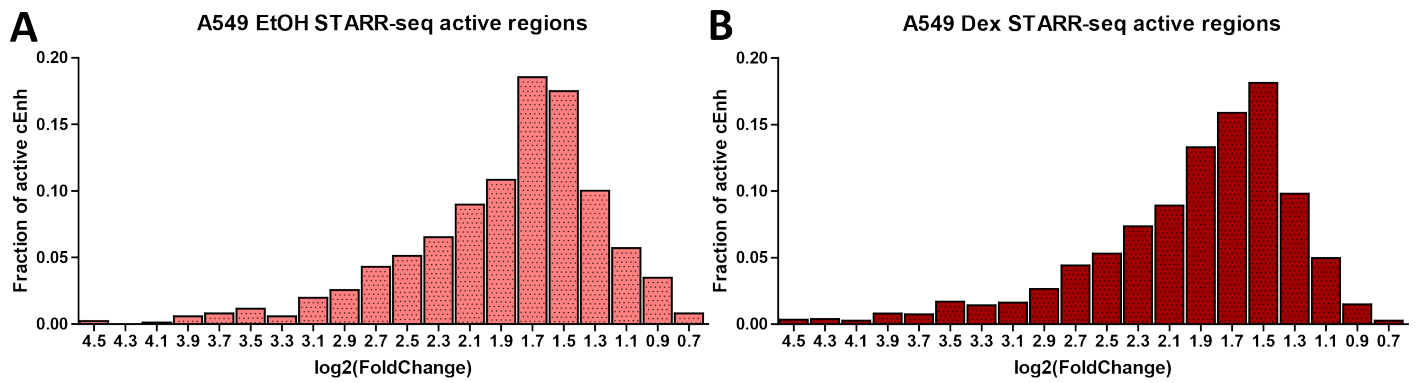 A
A549 EtOH STARR-seq active regions
Fraction of active cEnh
0.20
0.15
0.10
0.05
0.00
4.5 4.3 4.1 3.9 3.7 3.5 3.3 3.1 2.9 2.7 2.5 2.3 2.1 1.9 1.7 1.5 1.3 1.1 0.9 0.7
log2(FoldChange)
B
A549 Dex STARR-seq active regions
Fraction of active cEnh
0.20
0.15
0.10
0.05
0.00
4.5 4.3 4.1 3.9 3.7 3.5 3.3 3.1 2.9 2.7 2.5 2.3 2.1 1.9 1.7 1.5 1.3 1.1 0.9 0.7
log2(FoldChange)